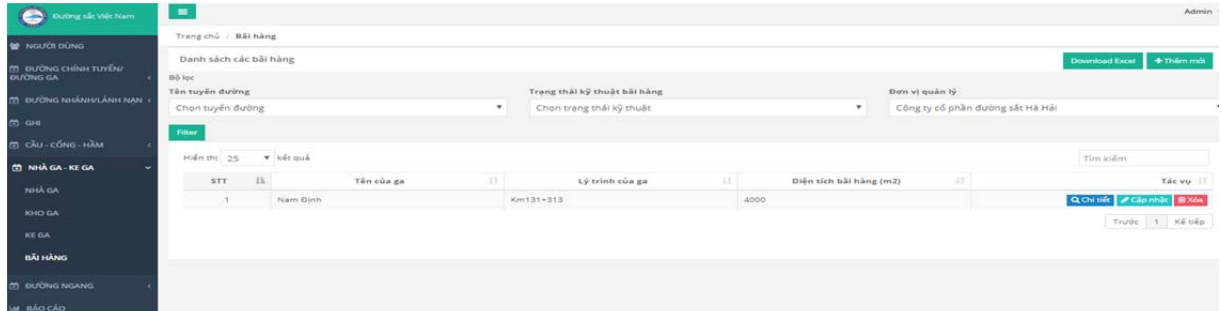 Đường sắt Việt Nam
Admin
NGƯỜI DÙNG
ĐƯỜNG CHÍNH TUYẾN/
ĐƯỜNG GA
ĐƯỜNG NHÁNH/LÁNH NẠN
GHI
CẦU - CỐNG - HẦM
NHÀ GA - KE GA
NHÀ GA
KHO GA
KE GA
BÃI HÀNG
ĐƯỜNG NGANG
BÁO CÁO
Trang chủ / Bãi hàng
Danh sách các bãi hàng
Download Excel
Thêm mới
Bộ lọc
Tên tuyến đường
Trạng thái kỹ thuật bãi hàng
Đơn vị quản lý
Chọn tuyến đường
Chọn trạng thái kỹ thuật
Công ty cổ phần đường sắt Hà Hải
Filter
Hiển thị 25 kết quả
Tìm kiếm
STT Tên của ga Lý trình của ga Diện tích bãi hàng (m2) Tác vụ
1 Nam Định Km131+313 4000 Chi tiết Cập nhật Xóa
Trước 1 Kế tiếp